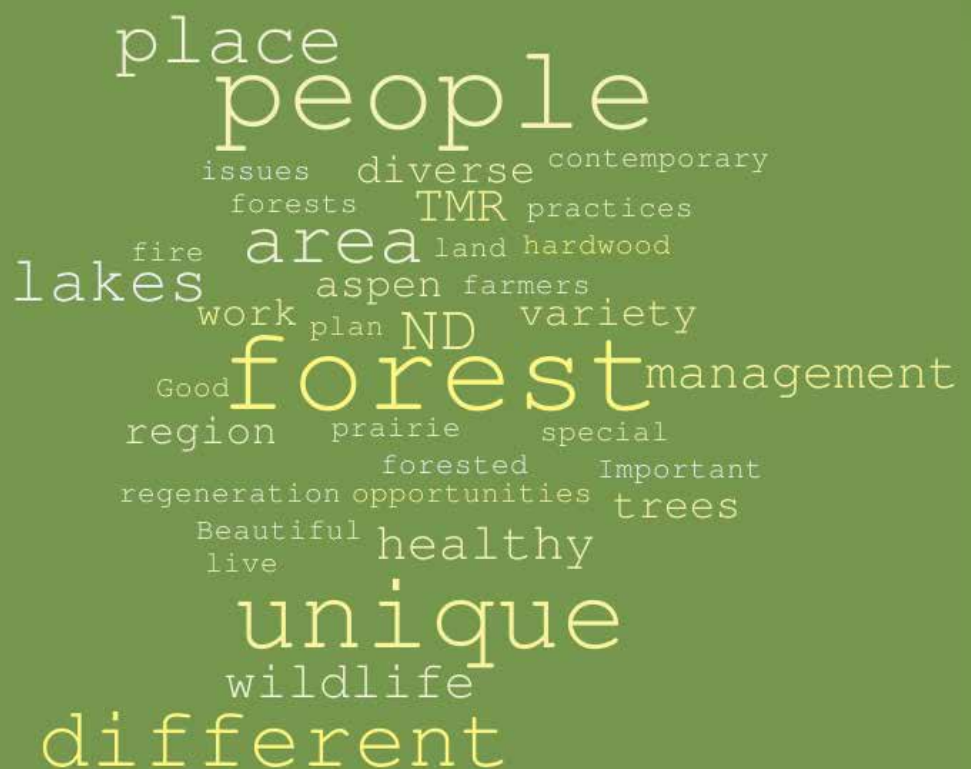 place
people
issues diverse contemporary
forests TMR practices
fire area land hardwood
lakes aspen farmers
work plan ND variety
Good forest management
region prairie special
forested Important
regeneration opportunities trees
Beautiful healthy
live
unique
wildlife
different